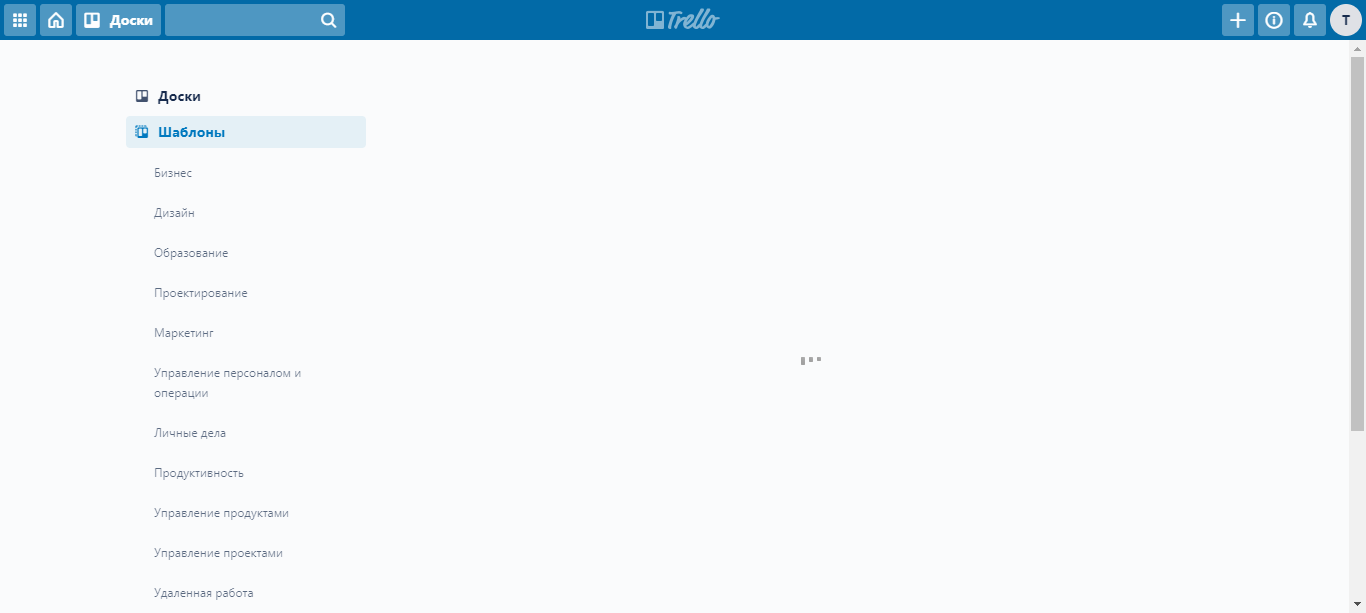 Доски
Trello
T
Доски
Шаблоны
Бизнес
Дизайн
Образование
Проектирование
Маркетинг
Управление персоналом и
операции
Личные дела
Продуктивность
Управление продуктами
Управление проектами
Удаленная работа